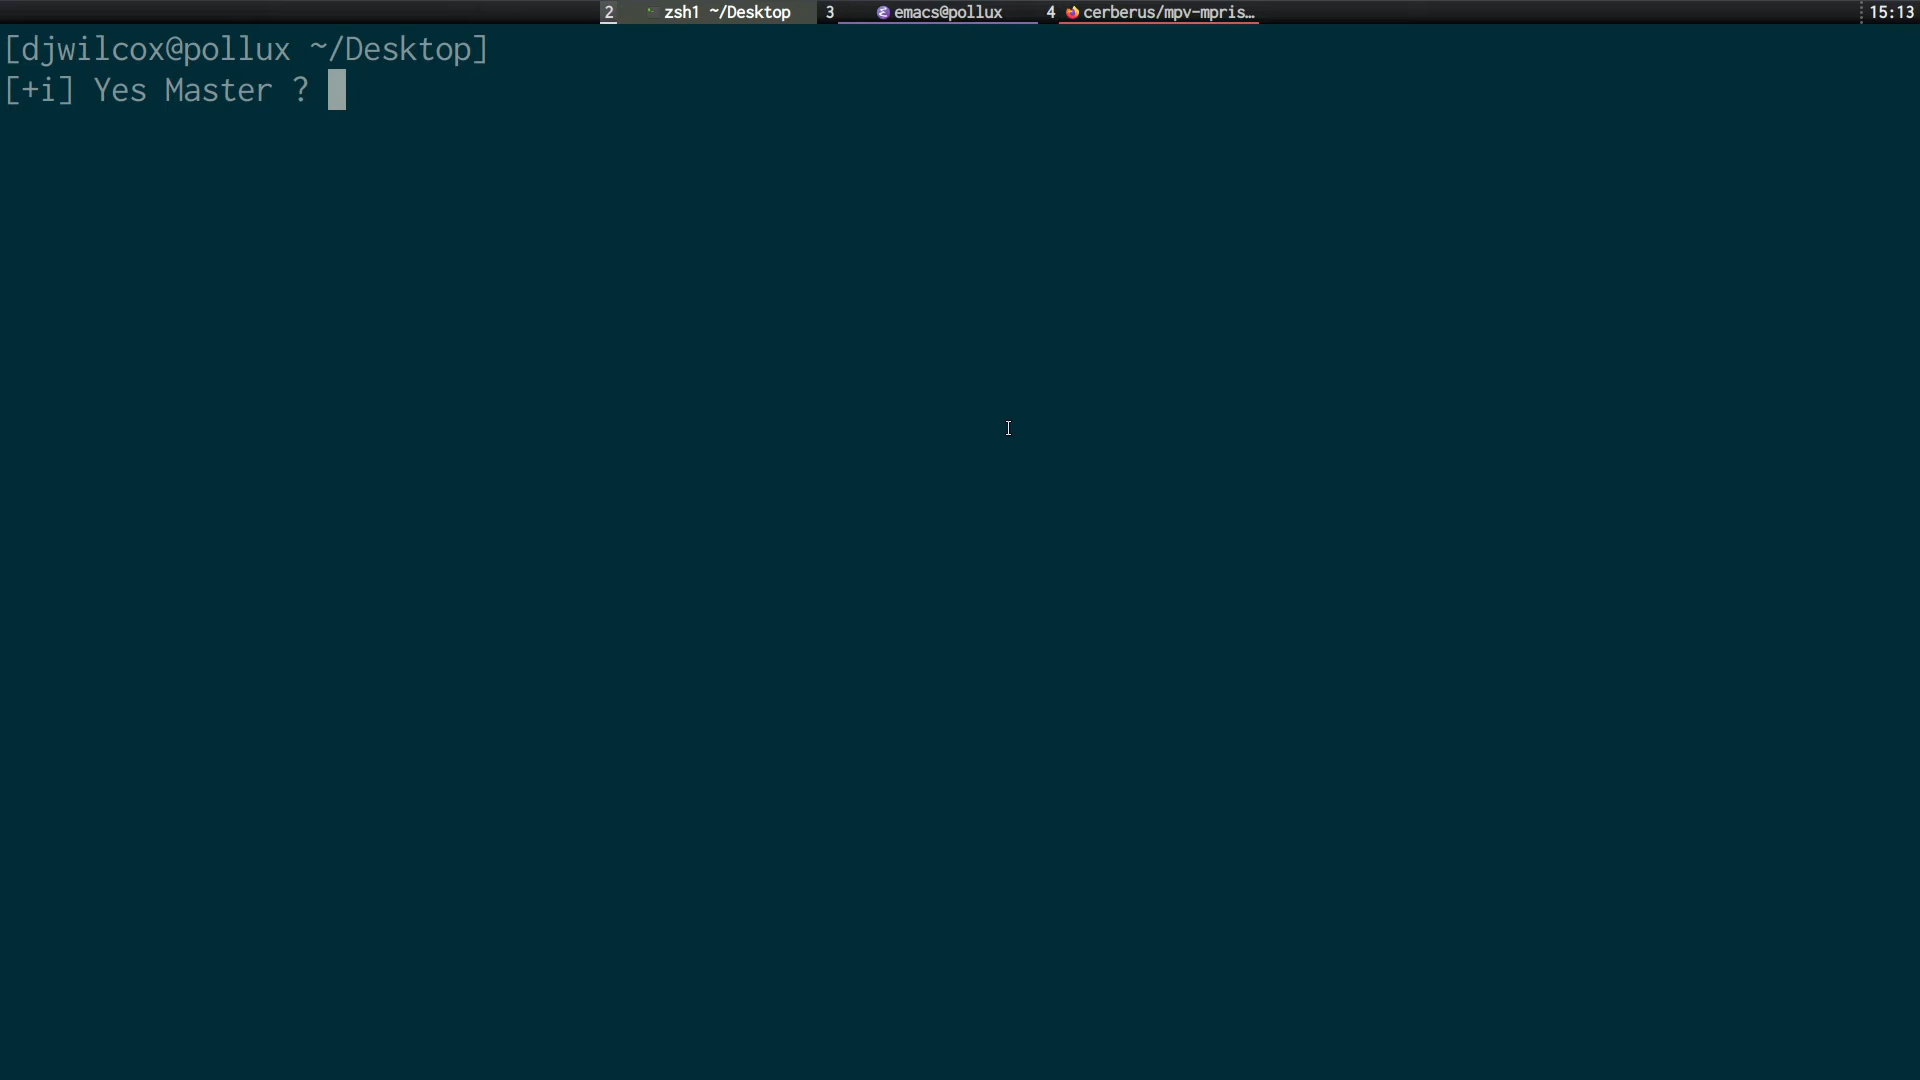 2 zsh1 ~/Desktop 3 emacs@pollux 4 cerberus/mpv-mpris… 15:13
[djwilcox@pollux ~/Desktop]
[+i] Yes Master ?